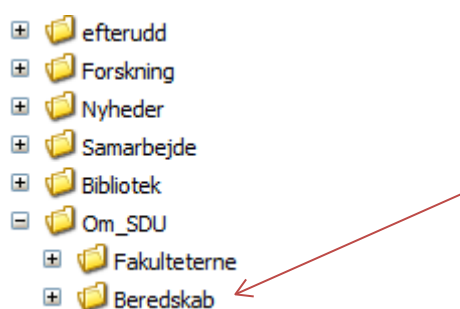 efterudd
Forskning
Nyheder
Samarbejde
Bibliotek
Om_SDU
Fakulteterne
Beredskab